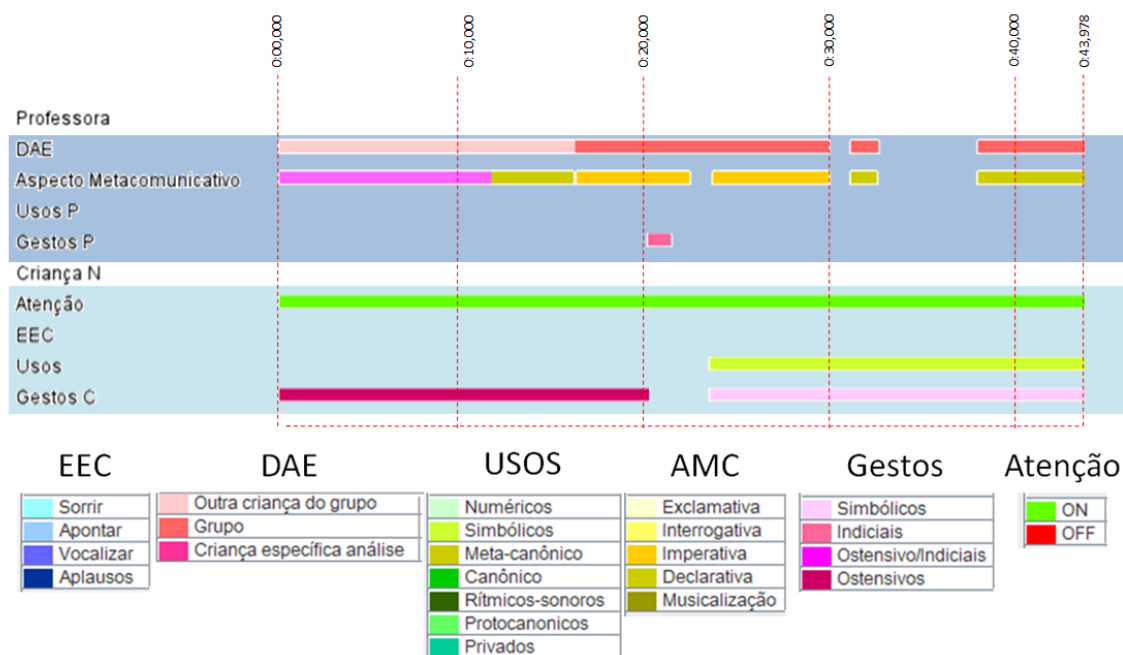 0:00,000
0:10,000
0:20,000
0:30,000
0:40,000
0:43,978
Professora
DAE
Aspecto Metacomunicativo
Usos P
Gestos P
Criança N
Atenção
EEC
Usos
Gestos C
EEC
Sorrir
Apontar
Vocalizar
Aplausos
DAE
Outra criança do grupo
Grupo
Criança específica análise
USOS
Numéricos
Simbólicos
Meta-canônico
Canônico
Rítmicos-sonoros
Protocanonicos
Privados
AMC
Exclamativa
Interrogativa
Imperativa
Declarativa
Musicalização
Gestos
Simbólicos
Indiciais
Ostensivo/Indiciais
Ostensivos
Atenção
ON
OFF